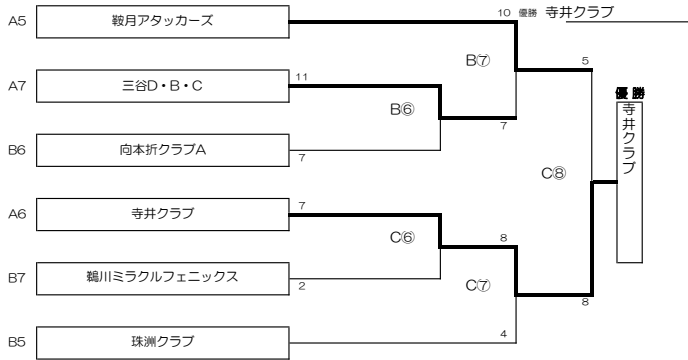 A5 鞍月アタッカーズ 10 優勝 寺井クラブ
B⑦ 5
A7 三谷D・B・C 11
優 勝
寺井クラブ
B⑥
7
B6 向本折クラブA 7
C⑧
A6 寺井クラブ 7
C⑥ 8
B7 鵜川ミラクルフェニックス 2
C⑦
8
B5 珠洲クラブ 4